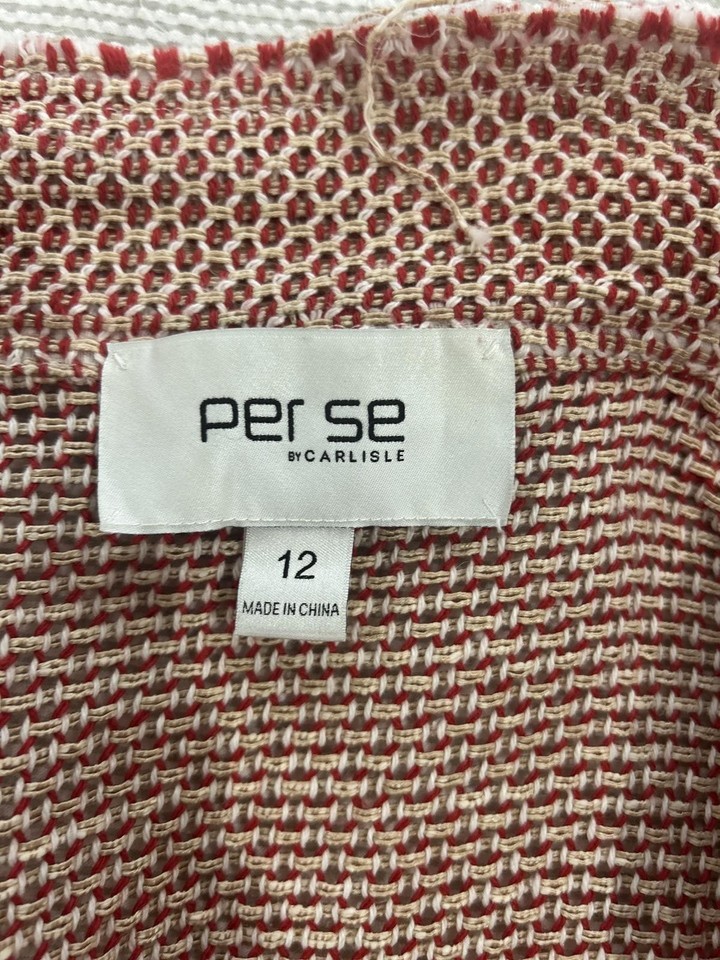 per se
BY CARLISLE
12
MADE IN CHINA